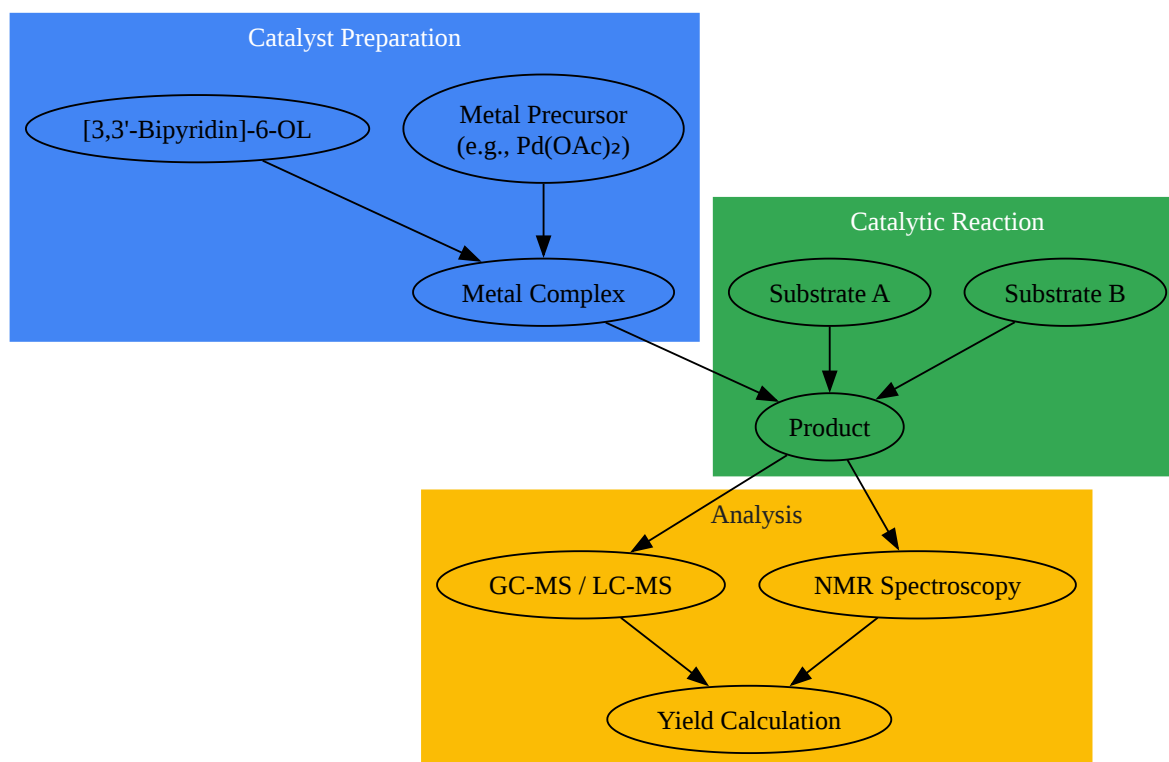 Catalyst Preparation
[3,3'-Bipyridin]-6-OL
Metal Precursor
(e.g., Pd(OAc)₂)
Metal Complex
Catalytic Reaction
Substrate A
Substrate B
Product
Analysis
GC-MS / LC-MS
NMR Spectroscopy
Yield Calculation